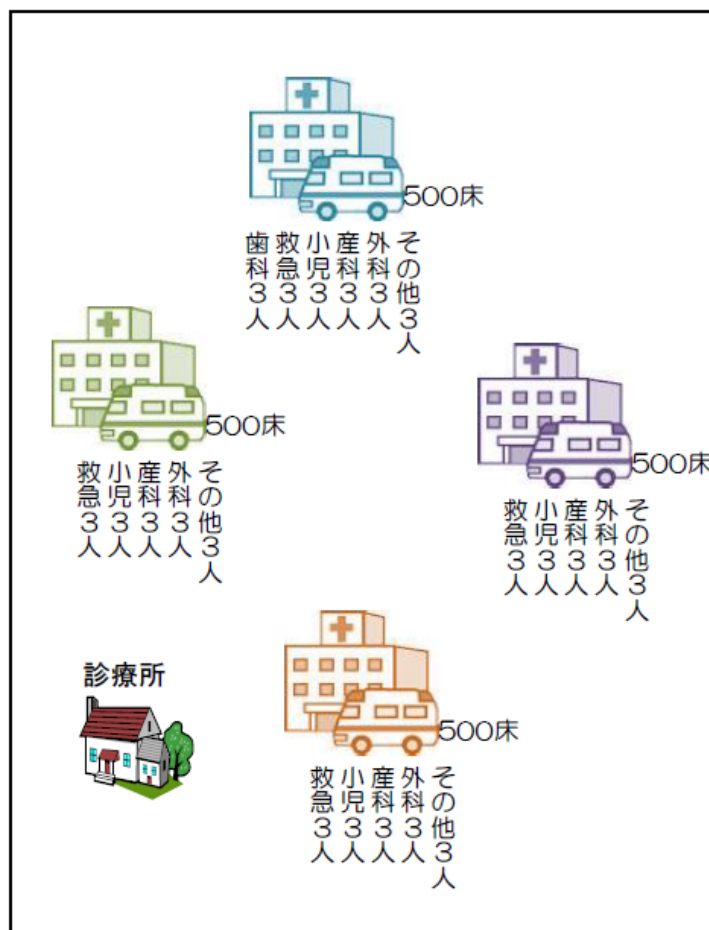 500床
歯科３人
救急３人
小児３人
産科３人
外科３人
その他３人
500床
救急３人
小児３人
産科３人
外科３人
その他３人
500床
救急３人
小児３人
産科３人
外科３人
その他３人
診療所
500床
救急３人
小児３人
産科３人
外科３人
その他３人